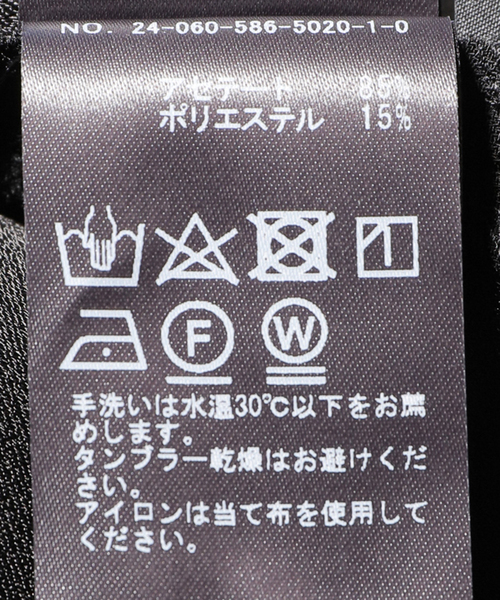 NO. 24-060-586-5020-1-0
アセテート 85%
ポリエステル 15%
F
W
手洗いは水温30℃以下をお薦
めします。
タンブラー乾燥はお避けくだ
さい。
アイロンは当て布を使用して
ください。